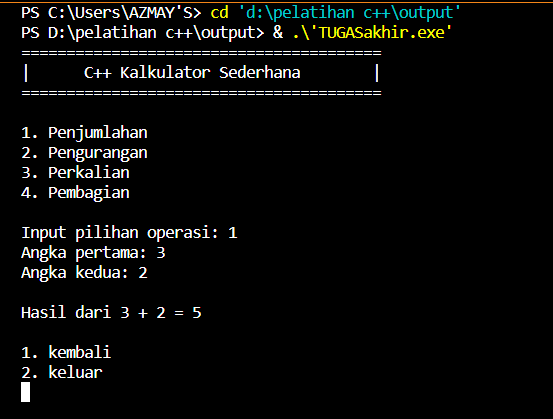 PS C:\Users\AZMAY'S> cd 'd:\pelatihan c++\output'
PS D:\pelatihan c++\output> & .\'TUGASakhir.exe'
========================================
|      C++ Kalkulator Sederhana        |
========================================

1. Penjumlahan
2. Pengurangan
3. Perkalian
4. Pembagian

Input pilihan operasi: 1
Angka pertama: 3
Angka kedua: 2

Hasil dari 3 + 2 = 5

1. kembali
2. keluar